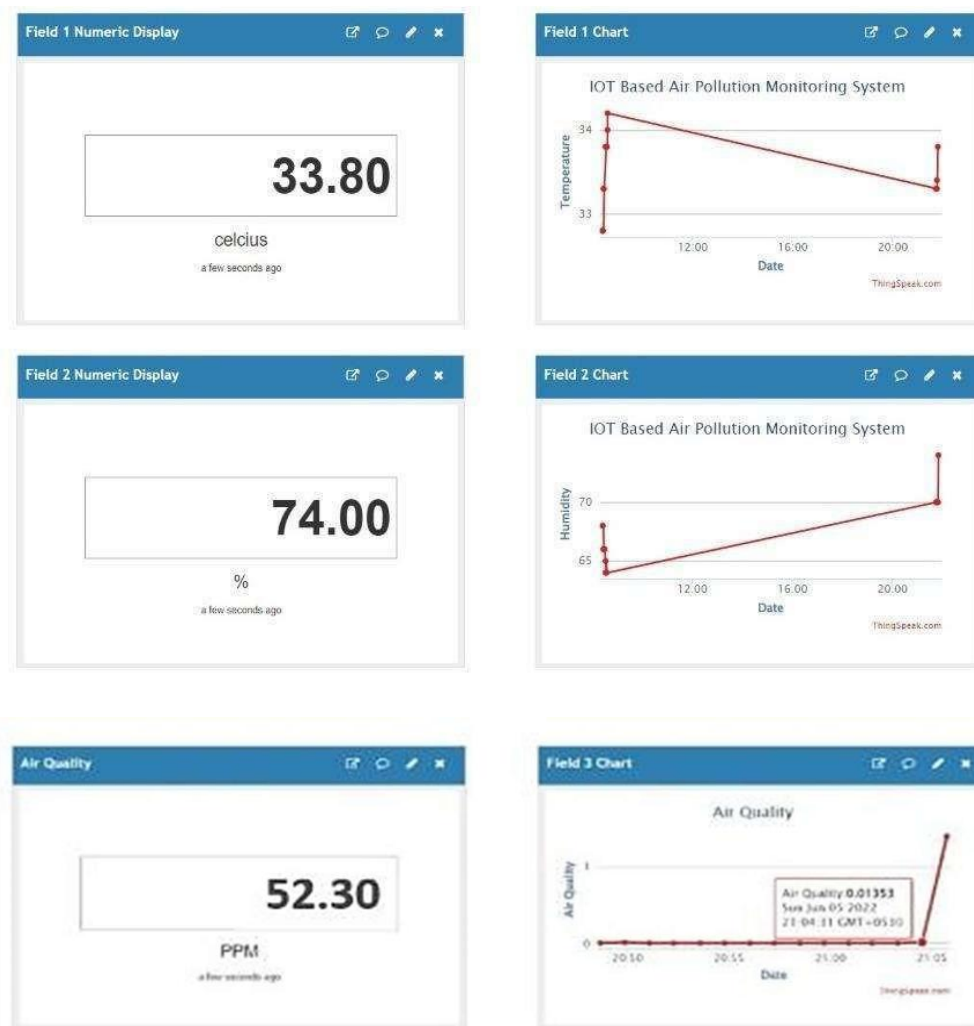 Field 1 Numeric Display
33.80
celcius
a few seconds ago
Field 1 Chart
IOT Based Air Pollution Monitoring System
Temperature
34
33
12:00 16:00 20:00
Date
ThingSpeak.com
Field 2 Numeric Display
74.00
%
a few seconds ago
Field 2 Chart
IOT Based Air Pollution Monitoring System
Humidity
70
65
12:00 16:00 20:00
Date
ThingSpeak.com
Air Quality
52.30
PPM
a few seconds ago
Field 3 Chart
Air Quality
Air Quality
1
0
Air Quality 0.01353
Sun Jun 05 2022
21:04:31 GMT+0530
20:50 20:55 21:00 21:05
Date
ThingSpeak.com